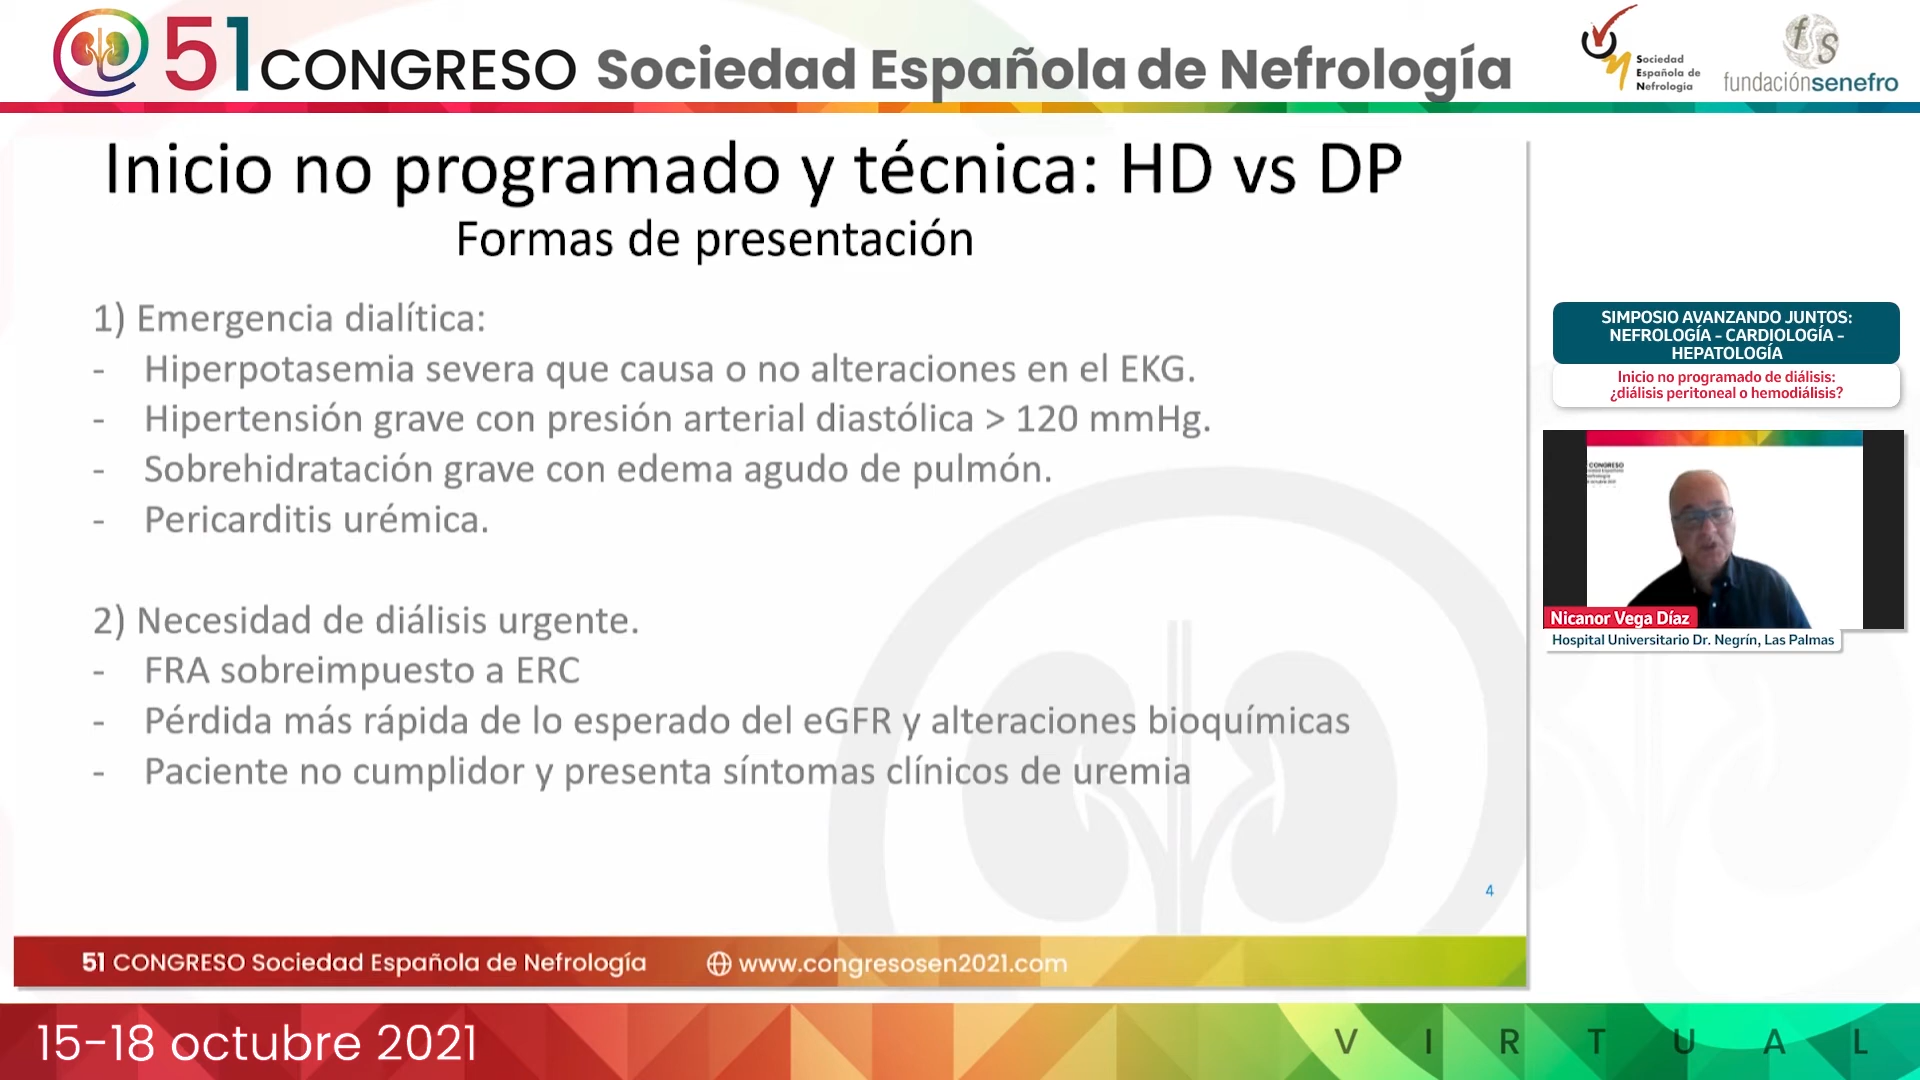 51 CONGRESO Sociedad Española de Nefrología
Sociedad
Española de
Nefrología
fS
fundaciónsenefro
Inicio no programado y técnica: HD vs DP
Formas de presentación
1) Emergencia dialítica:
- Hiperpotasemia severa que causa o no alteraciones en el EKG.
- Hipertensión grave con presión arterial diastólica > 120 mmHg.
- Sobrehidratación grave con edema agudo de pulmón.
- Pericarditis urémica.
2) Necesidad de diálisis urgente.
- FRA sobreimpuesto a ERC
- Pérdida más rápida de lo esperado del eGFR y alteraciones bioquímicas
- Paciente no cumplidor y presenta síntomas clínicos de uremia
4
51 CONGRESO Sociedad Española de Nefrología
www.congresosen2021.com
SIMPOSIO AVANZANDO JUNTOS:
NEFROLOGÍA - CARDIOLOGÍA -
HEPATOLOGÍA
Inicio no programado de diálisis:
¿diálisis peritoneal o hemodiálisis?
CONGRESO
Nicanor Vega Díaz
Hospital Universitario Dr. Negrín, Las Palmas
15-18 octubre 2021
VIRTUAL